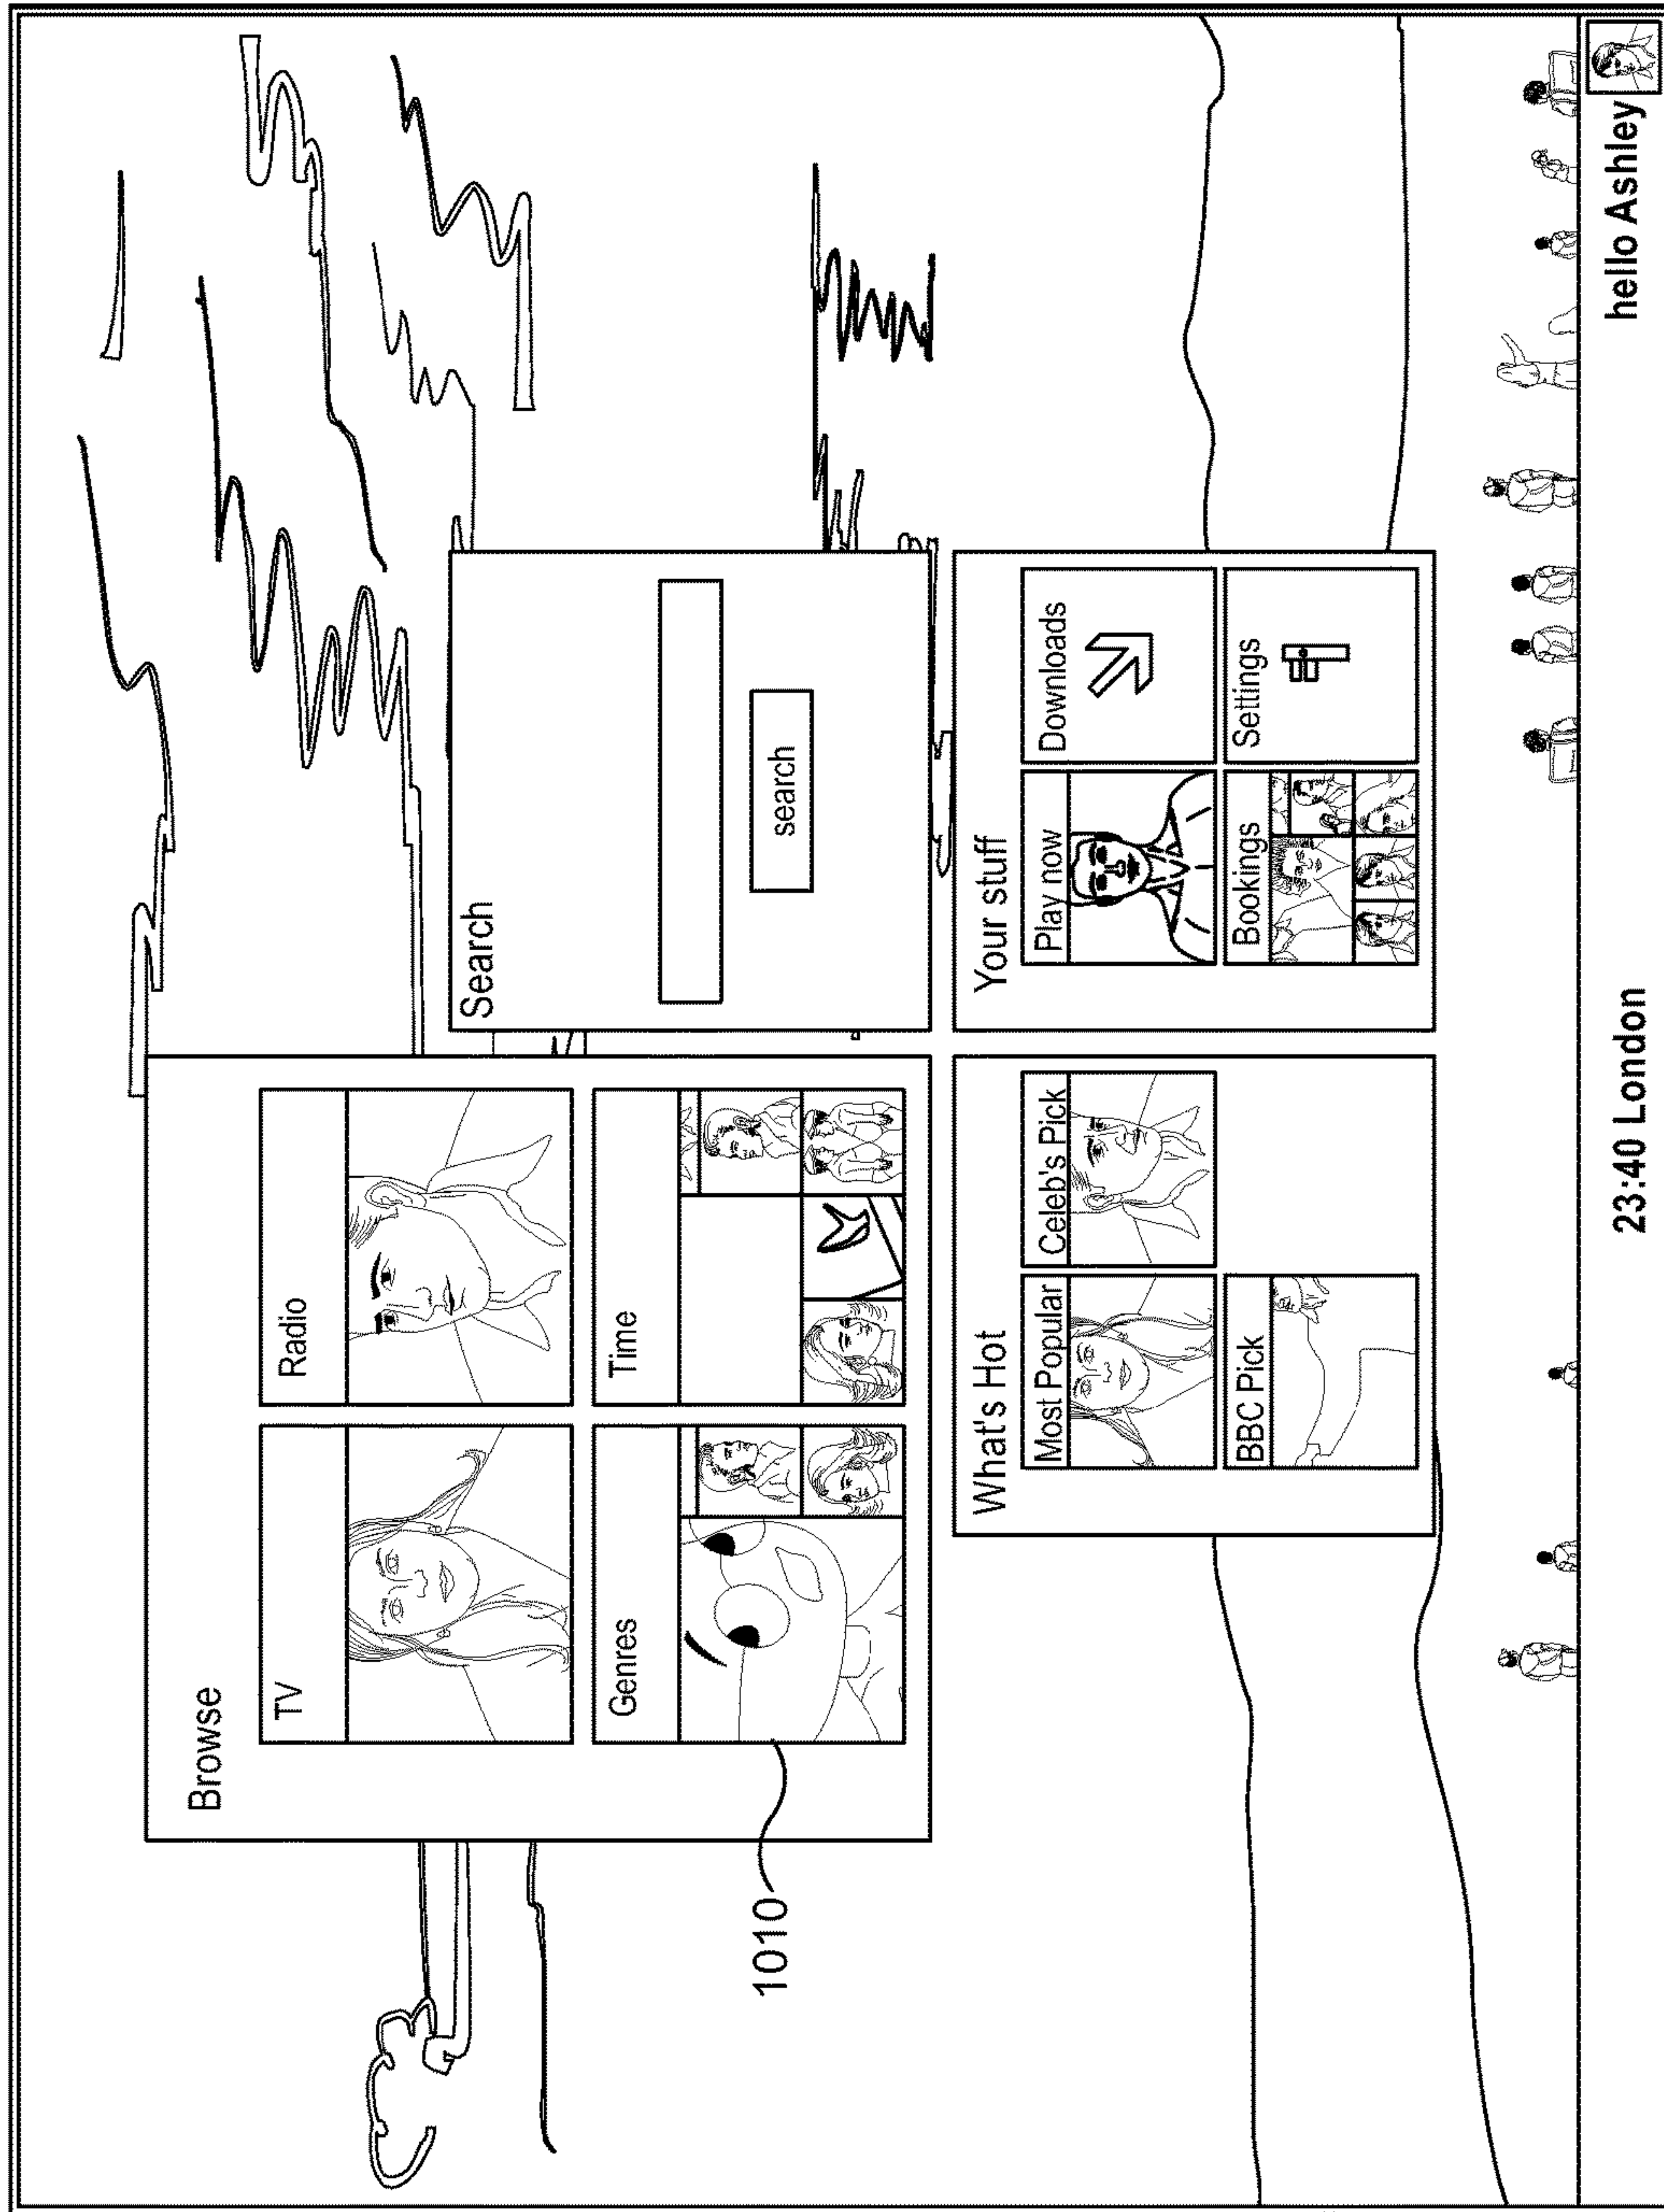 Browse
TV
Radio
Genres
Time
1010
Search
search
What's Hot
Most Popular
Celeb's Pick
BBC Pick
Your stuff
Play now
Downloads
Bookings
Settings
23:40 London
hello Ashley